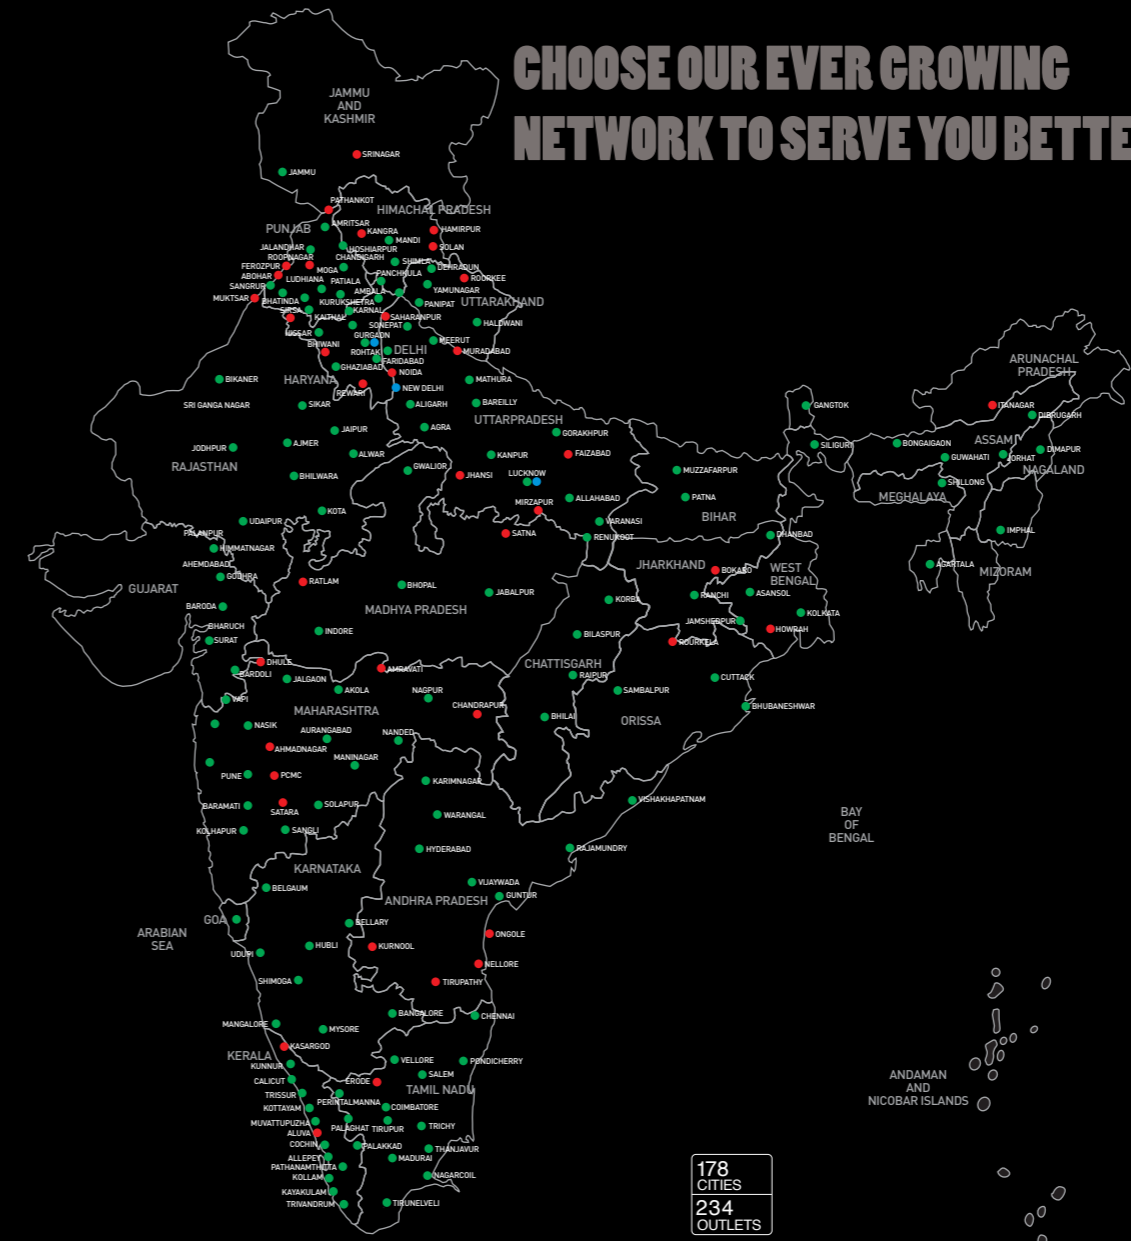 CHOOSE OUR EVER GROWING
NETWORK TO SERVE YOU BETTE
JAMMU
AND
KASHMIR
SRINAGAR
JAMMU
PATHANKOT
HIMACHAL PRADESH
AMRITSAR
PUNJAB
KANGRA
HAMIRPUR
MANDI
JALANDHAR
HOSHIARPUR
SOLAN
ROOPNAGAR
CHANDIGARH
SHIMLA
FEROZPUR
MOGA
DEHRADUN
ABOHAR
LUDHIANA
PATIALA
PANCHKULA
ROURKEE
SANGRUR
AMBALA
YAMUNAGAR
MUKTSAR
BHATINDA
KURUKSHETRA
PANIPAT
UTTARAKHAND
SIRSA
KAITHAL
KARNAL
SAHARANPUR
SONEPAT
HALDWANI
HISSAR
GURGAON
MEERUT
BHIWANI
ROHTAK
DELHI
MURADABAD
FARIDABAD
GHAZIABAD
NOIDA
BIKANER
HARYANA
NEW DELHI
MATHURA
REWARI
SRI GANGA NAGAR
SIKAR
ALIGARH
BAREILLY
UTTARPRADESH
JAIPUR
AGRA
GORAKHPUR
JODHPUR
AJMER
ALWAR
KANPUR
FAIZABAD
RAJASTHAN
GWALIOR
BHILWARA
JHANSI
LUCKNOW
MUZZAFARPUR
KOTA
MIRZAPUR
ALLAHABAD
PATNA
UDAIPUR
VARANASI
BIHAR
PALANPUR
SATNA
RENUKOOT
DHANBAD
HIMMATNAGAR
AHEMDABAD
GODHRA
GUJARAT
RATLAM
BHOPAL
JABALPUR
JHARKHAND
BOKARO
WEST
BENGAL
RANCHI
ASANSOL
KORBA
BARODA
MADHYA PRADESH
KOLKATA
BHARUCH
INDORE
BILASPUR
JAMSHEDPUR
HOWRAH
SURAT
ROURKELA
DHULE
AMRAVATI
CHATTISGARH
BARDOLI
JALGAON
RAIPUR
CUTTACK
AKOLA
NAGPUR
SAMBALPUR
VAPI
MAHARASHTRA
CHANDRAPUR
BHILAI
ORISSA
BHUBANESHWAR
NASIK
AURANGABAD
NANDED
AHMADNAGAR
MANINAGAR
PUNE
PCMC
KARIMNAGAR
BARAMATI
SATARA
SOLAPUR
WARANGAL
VISHAKHAPATNAM
KOLHAPUR
SANGLI
HYDERABAD
RAJAMUNDRY
KARNATAKA
BELGAUM
VIJAYWADA
ANDHRA PRADESH
GUNTUR
GOA
BELLARY
ARABIAN
SEA
ONGOLE
UDUPI
HUBLI
KURNOOL
NELLORE
SHIMOGA
TIRUPATHY
MANGALORE
MYSORE
BANGALORE
CHENNAI
KASARGOD
KERALA
KUNNUR
VELLORE
PONDICHERRY
CALICUT
ERODE
SALEM
TAMIL NADU
TRISSUR
PERINTALMANNA
COIMBATORE
KOTTAYAM
MUVATTUPUZHA
PALAGHAT
TIRUPUR
TRICHY
ALUVA
COCHIN
PALAKKAD
THANJAVUR
ALLEPEY
MADURAI
PATHANAMTHITTA
KOLLAM
NAGARCOIL
KAYAKULAM
TRIVANDRUM
TIRUNELVELI
ARUNACHAL
PRADESH
GANGTOK
ITANAGAR
DIBRUGARH
SILIGURI
BONGAIGAON
ASSAM
DIMAPUR
GUWAHATI
JORHAT
NAGALAND
SHILLONG
MEGHALAYA
IMPHAL
AGARTALA
MIZORAM
BAY
OF
BENGAL
ANDAMAN
AND
NICOBAR ISLANDS
178
CITIES
234
OUTLETS